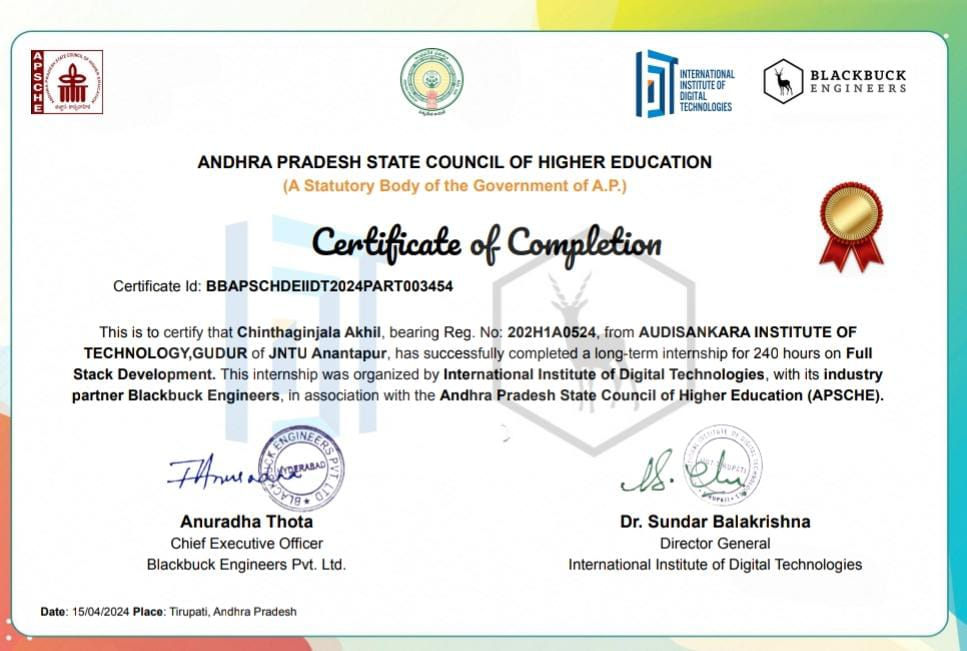 APSCHE
INTERNATIONAL
INSTITUTE OF
DIGITAL
TECHNOLOGIES
BLACKBUCK
ENGINEERS
ANDHRA PRADESH STATE COUNCIL OF HIGHER EDUCATION
(A Statutory Body of the Government of A.P.)
Certificate of Completion
Certificate Id: BBAPSCHDEIIDT2024PART003454
This is to certify that Chinthaginjala Akhil, bearing Reg. No: 202H1A0524, from AUDISANKARA INSTITUTE OF
TECHNOLOGY,GUDUR of JNTU Anantapur, has successfully completed a long-term internship for 240 hours on Full
Stack Development. This internship was organized by International Institute of Digital Technologies, with its industry
partner Blackbuck Engineers, in association with the Andhra Pradesh State Council of Higher Education (APSCHE).
BLACKBUCK ENGINEERS PVT. LTD.
HYDERABAD
Anuradha Thota
Chief Executive Officer
Blackbuck Engineers Pvt. Ltd.
Dr. Sundar Balakrishna
Director General
International Institute of Digital Technologies
Date: 15/04/2024 Place: Tirupati, Andhra Pradesh